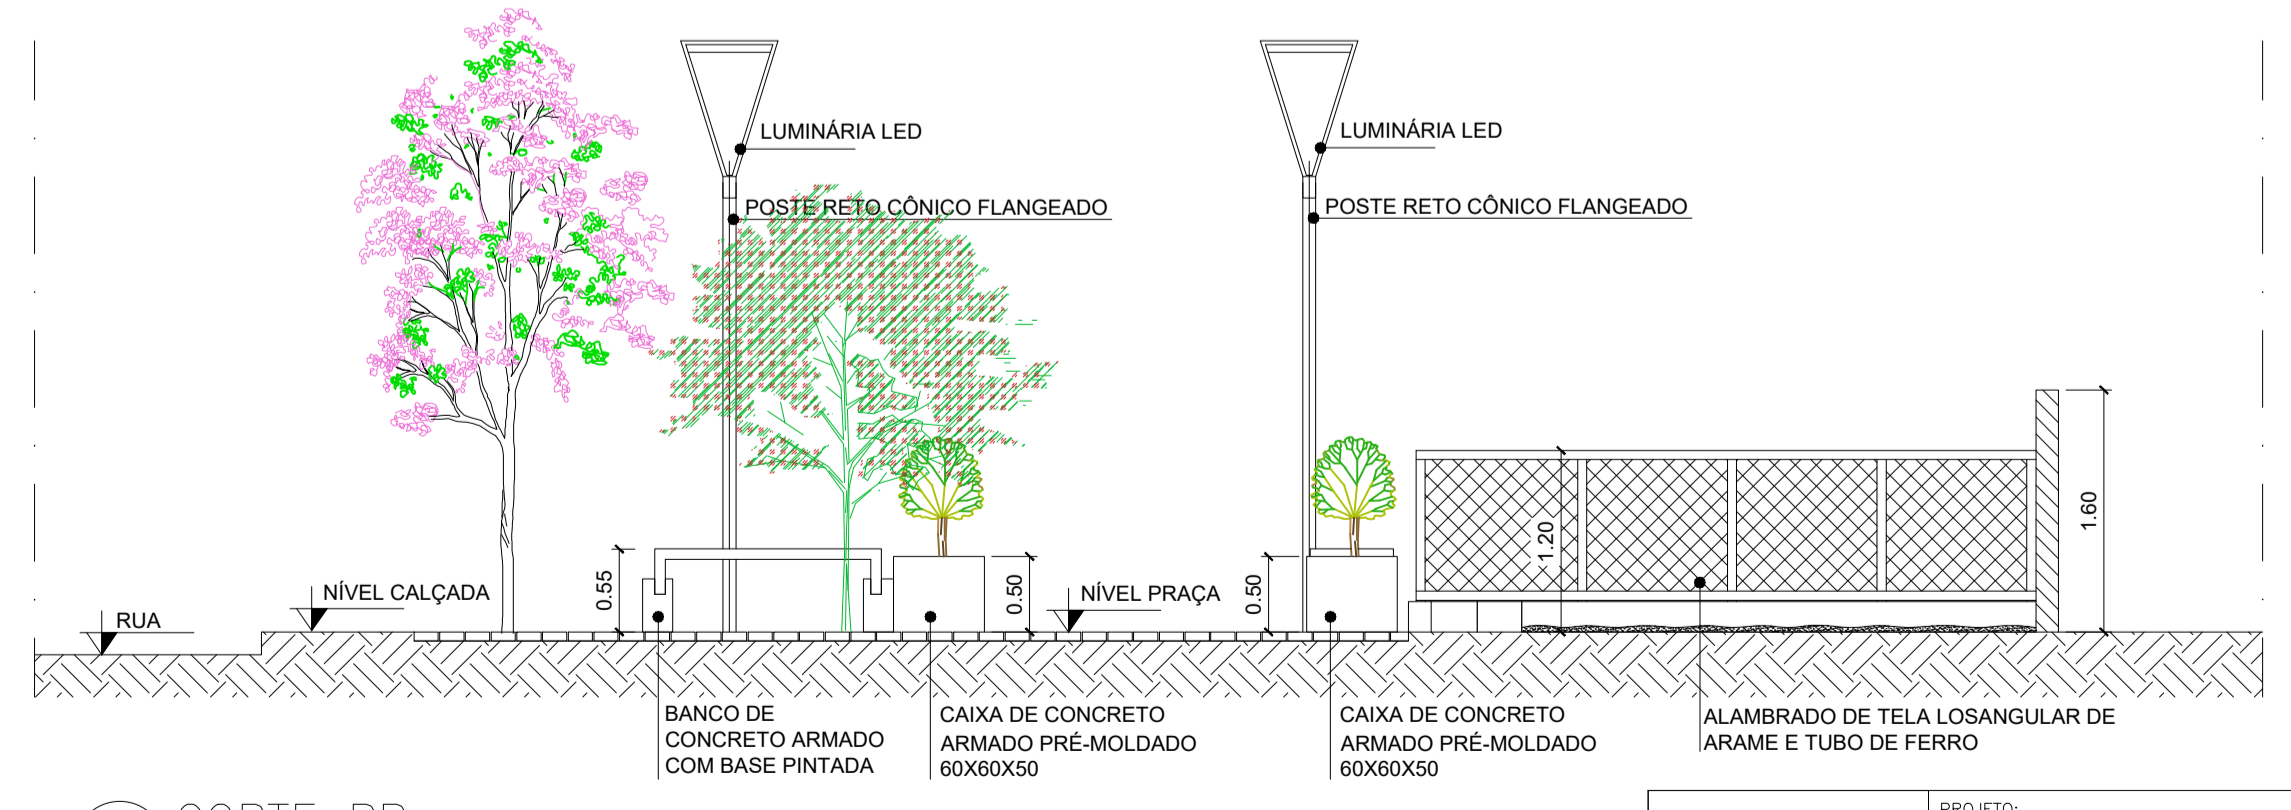 LUMINÁRIA LED
LUMINÁRIA LED
POSTE RETO CÔNICO FLANGEADO
POSTE RETO CÔNICO FLANGEADO
1.60
1.20
0.55
0.50
0.50
NÍVEL CALÇADA
NÍVEL PRAÇA
RUA
BANCO DE
CONCRETO ARMADO
COM BASE PINTADA
CAIXA DE CONCRETO
ARMADO PRÉ-MOLDADO
60X60X50
CAIXA DE CONCRETO
ARMADO PRÉ-MOLDADO
60X60X50
ALAMBRADO DE TELA LOSANGULAR DE
ARAME E TUBO DE FERRO
PROJETO: